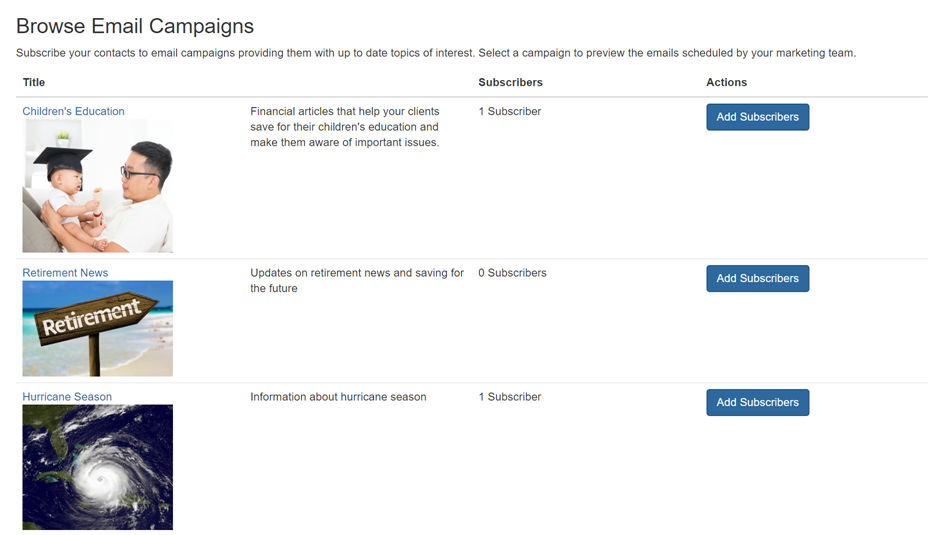 Browse Email Campaigns
Subscribe your contacts to email campaigns providing them with up to date topics of interest. Select a campaign to preview the emails scheduled by your marketing team.
Title
Subscribers
Actions
Children's Education
Financial articles that help your clients
save for their children's education and
make them aware of important issues.
1 Subscriber
Add Subscribers
Retirement News
Updates on retirement news and saving for
the future
0 Subscribers
Add Subscribers
Retirement
Hurricane Season
Information about hurricane season
1 Subscriber
Add Subscribers